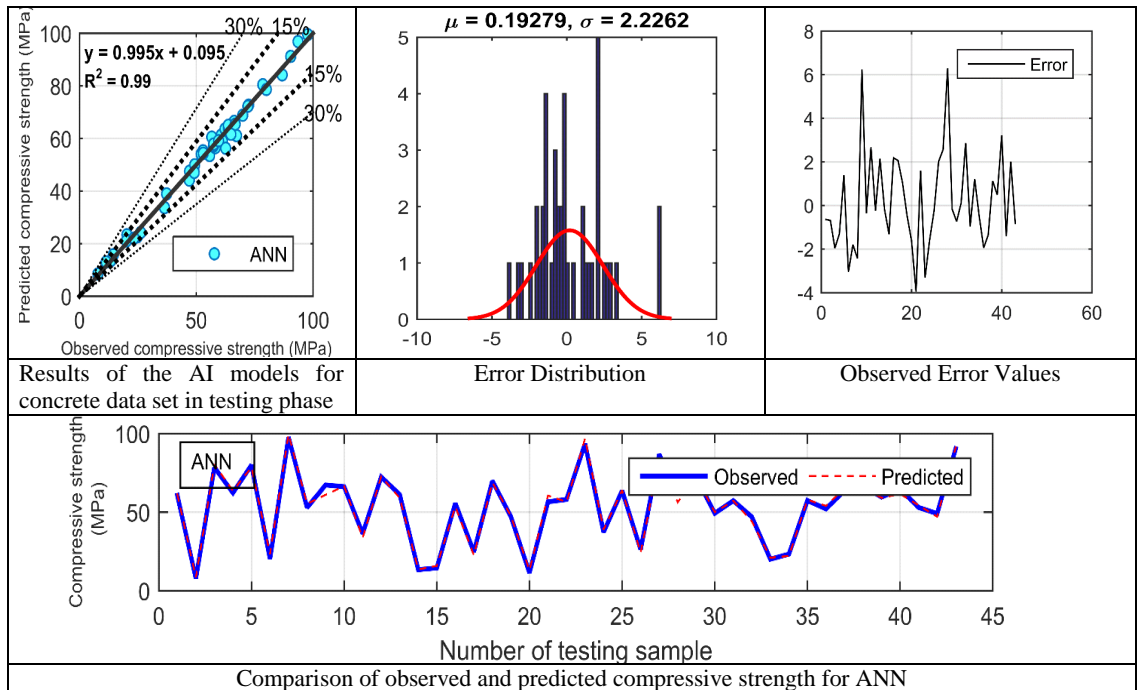 Predicted compressive strength (MPa)
100
80
60
40
20
0
0
50
100
30%
15%
y = 0.995x + 0.095
R² = 0.99
15%
30%
ANN
Observed compressive strength (MPa)
μ = 0.19279, σ = 2.2262
5
4
3
2
1
0
-10
-5
0
5
10
8
6
4
2
0
-2
-4
0
20
40
60
Error
Results of the AI models for
concrete data set in testing phase
Error Distribution
Observed Error Values
Compressive strength
(MPa)
100
50
0
ANN
Observed
Predicted
0
5
10
15
20
25
30
35
40
45
Number of testing sample
Comparison of observed and predicted compressive strength for ANN